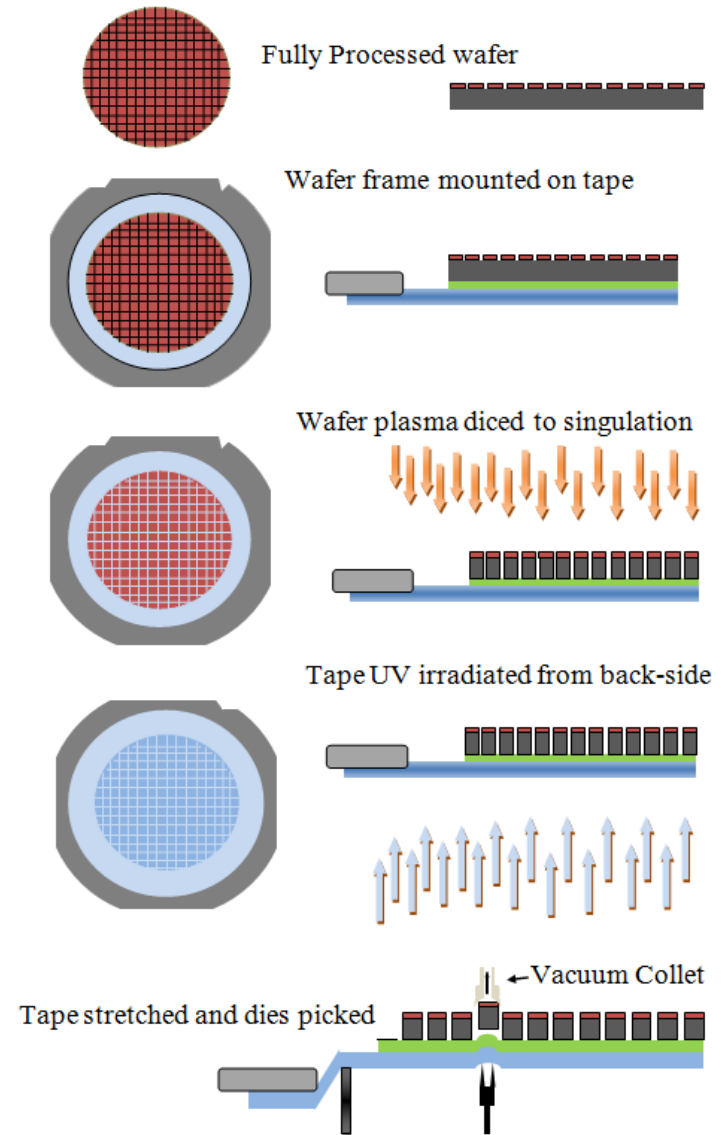 Fully Processed wafer
Wafer frame mounted on tape
Wafer plasma diced to singulation
Tape UV irradiated from back-side
Vacuum Collet
Tape stretched and dies picked